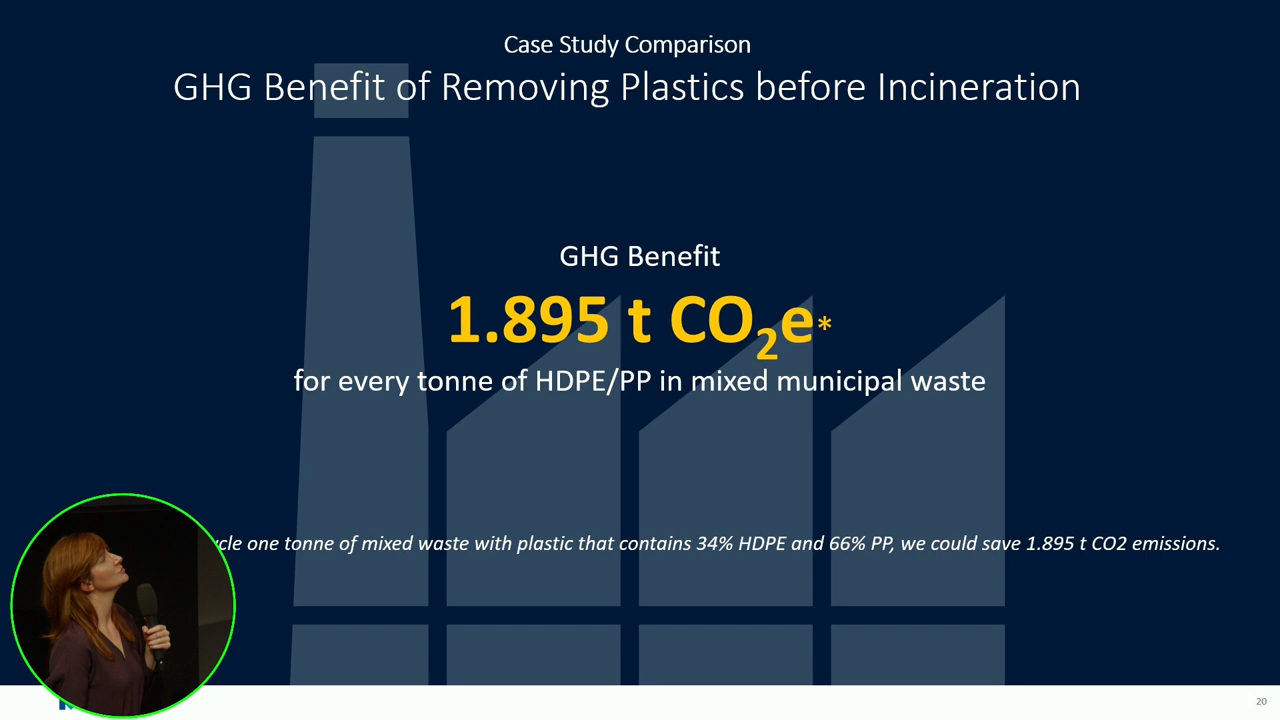 Case Study Comparison
GHG Benefit of Removing Plastics before Incineration
GHG Benefit
1.895 t CO₂e*
for every tonne of HDPE/PP in mixed municipal waste
one tonne of mixed waste with plastic that contains 34% HDPE and 66% PP, we could save 1.895 t CO2 emissions.
20